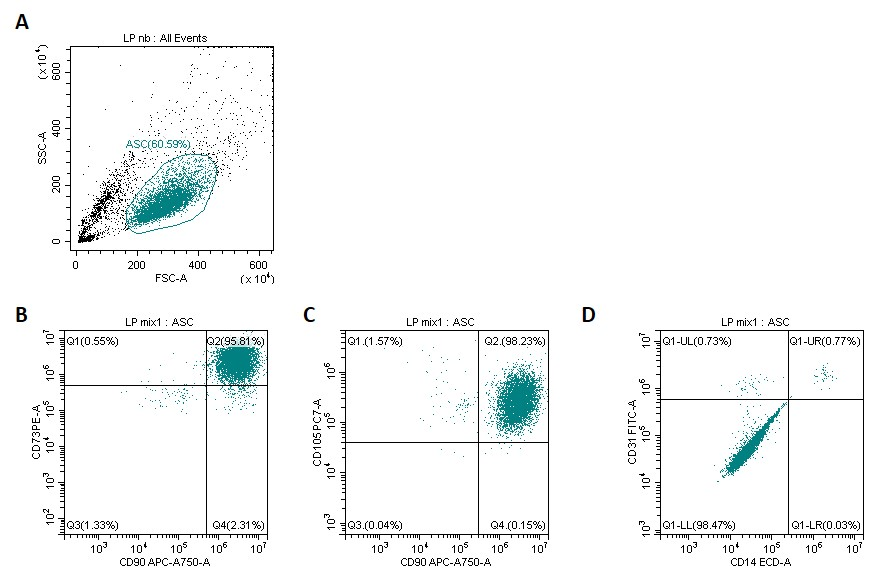 A
LP nb : All Events
(x 10⁴)
600
400
200
0
SSC-A
ASC(60.59%)
0 200 400 600
FSC-A
(x 10⁴)
B
LP mix1 : ASC
Q1(0.55%) Q2(95.81%)
10⁷
10⁶
10⁵
10⁴
10³
10²
CD73 PE-A
Q3(1.33%) Q4(2.31%)
10³ 10⁴ 10⁵ 10⁶ 10⁷
CD90 APC-A750-A
C
LP mix1 : ASC
Q1.(1.57%) Q2.(98.23%)
10⁶
10⁵
10⁴
10³
CD105 PC7-A
Q3.(0.04%) Q4.(0.15%)
10³ 10⁴ 10⁵ 10⁶ 10⁷
CD90 APC-A750-A
D
LP mix1 : ASC
Q1-UL(0.73%) Q1-UR(0.77%)
10⁷
10⁶
10⁵
10⁴
10³
CD31 FITC-A
Q1-LL(98.47%) Q1-LR(0.03%)
10³ 10⁴ 10⁵ 10⁶ 10⁷
CD14 ECD-A